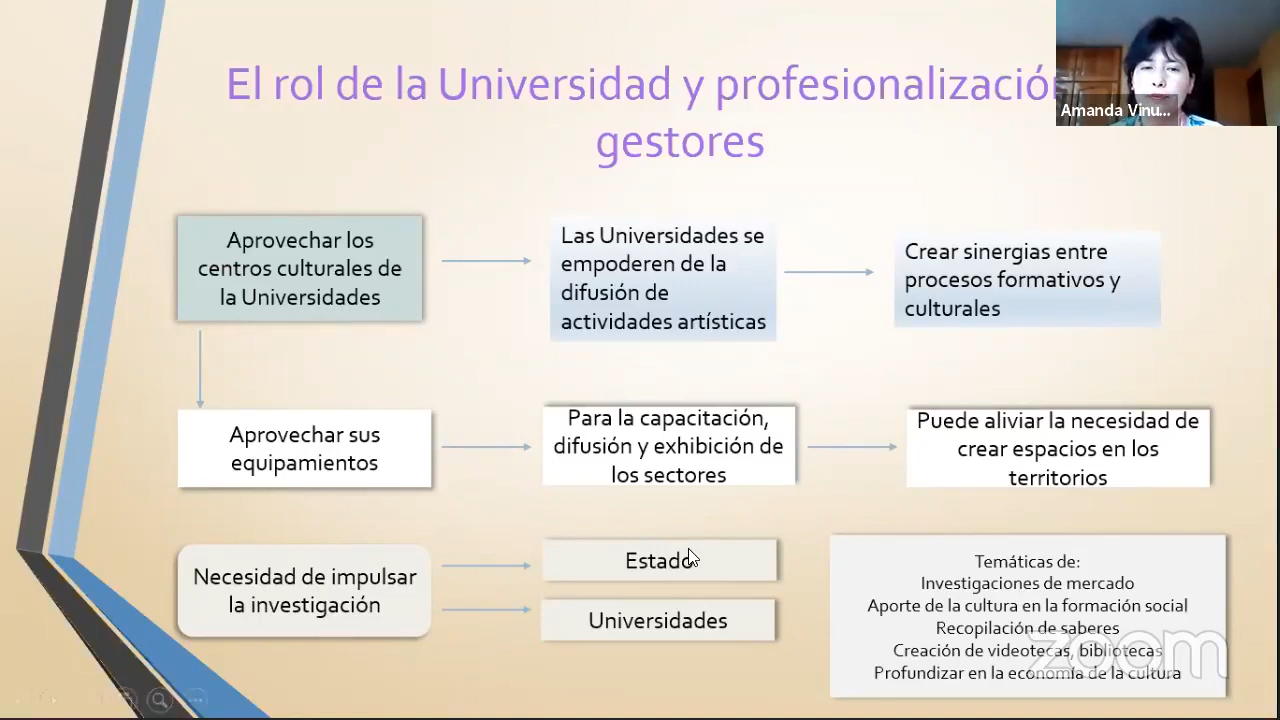 El rol de la Universidad y profesionalización
gestores
Amanda Vinu...
Aprovechar los
centros culturales de
la Universidades
Las Universidades se
empoderen de la
difusión de
actividades artísticas
Crear sinergias entre
procesos formativos y
culturales
Aprovechar sus
equipamientos
Para la capacitación,
difusión y exhibición de
los sectores
Puede aliviar la necesidad de
crear espacios en los
territorios
Necesidad de impulsar
la investigación
Estado
Universidades
Temáticas de:
Investigaciones de mercado
Aporte de la cultura en la formación social
Recopilación de saberes
Creación de videotecas, bibliotecas
Profundizar en la economía de la cultura
zoom